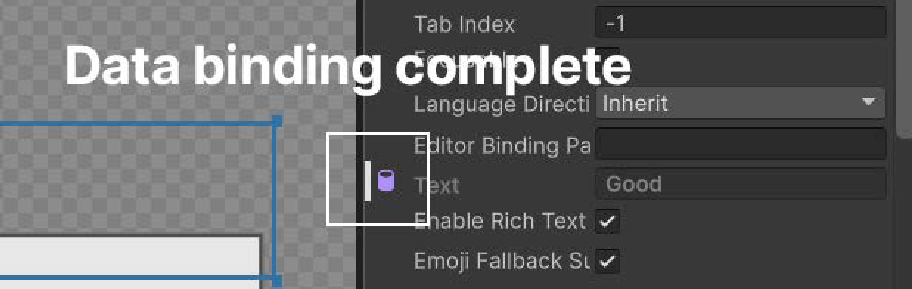 Tab Index
-1
Data binding complete
Language Directi
Inherit
Editor Binding Pa
Text
Good
Enable Rich Text
Emoji Fallback Su